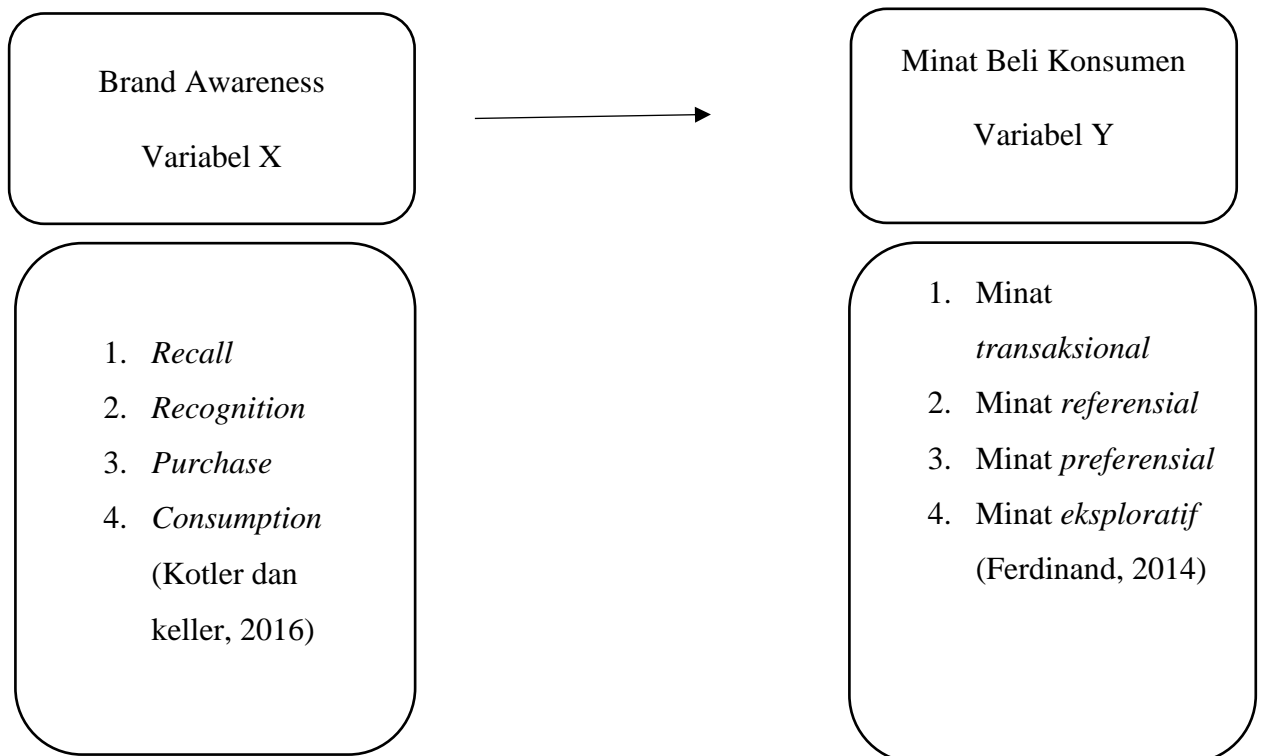 Brand Awareness
Variabel X
Minat Beli Konsumen
Variabel Y
1. Recall
2. Recognition
3. Purchase
4. Consumption
(Kotler dan
keller, 2016)
1. Minat
transaksional
2. Minat referensial
3. Minat preferensial
4. Minat eksploratif
(Ferdinand, 2014)